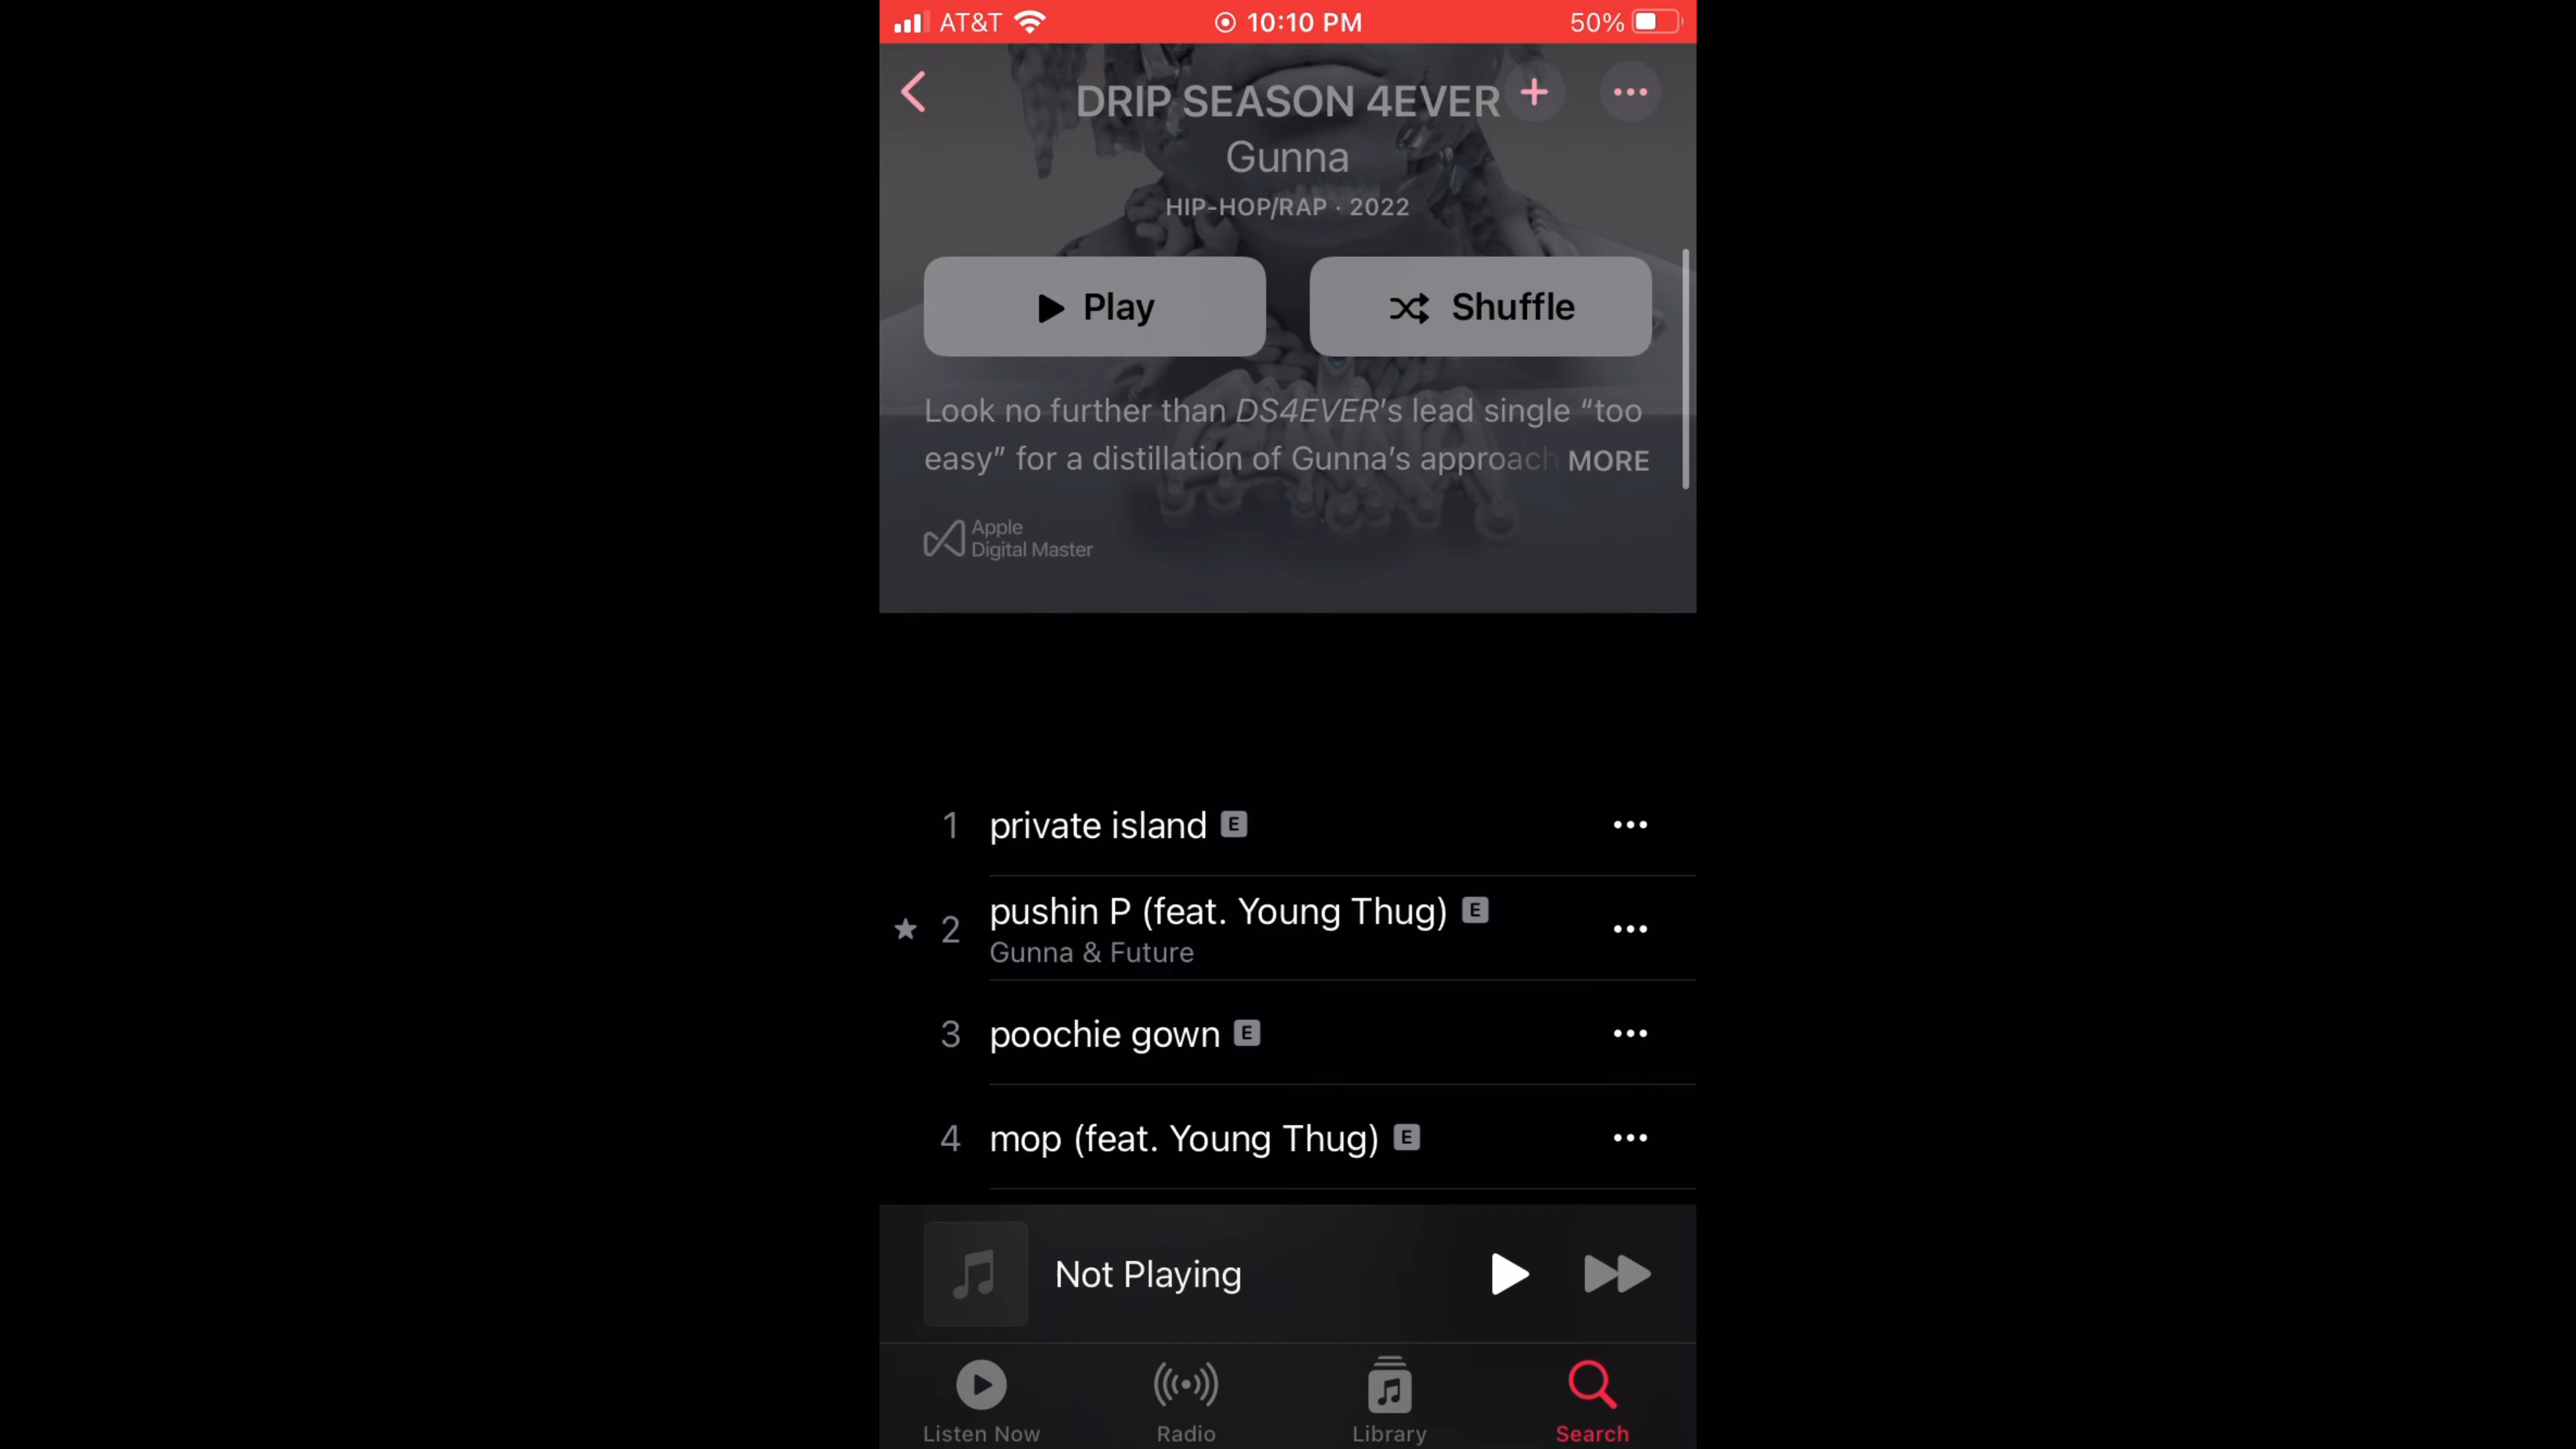 AT&T 10:10 PM 50%
DRIP SEASON 4EVER
Gunna
HIP-HOP/RAP · 2022
Play Shuffle
Look no further than DS4EVER’s lead single “too
easy” for a distillation of Gunna’s approach MORE
Apple
Digital Master
1 private island E
2 pushin P (feat. Young Thug) E
Gunna & Future
3 poochie gown E
4 mop (feat. Young Thug) E
Not Playing
Listen Now Radio Library Search